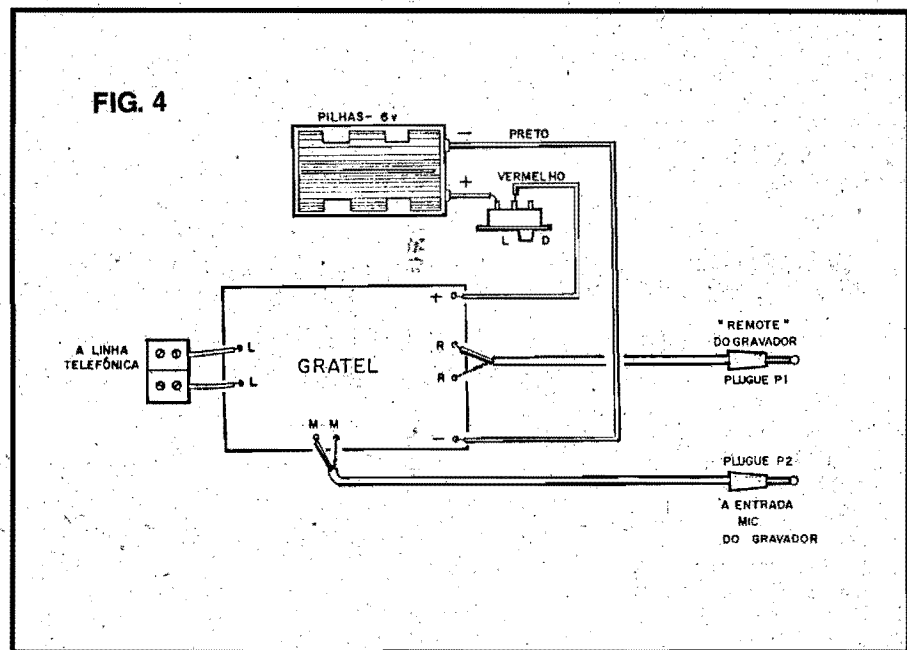 FIG. 4
PILHAS- 6v
—
PRETO
+
VERMELHO
L D
+
A LINHA
TELEFÔNICA
L
L
GRATEL
R
R
M M
—
"REMOTE"
DO GRAVADOR
PLUGUE P1
PLUGUE P2
A ENTRADA
MIC
DO GRAVADOR